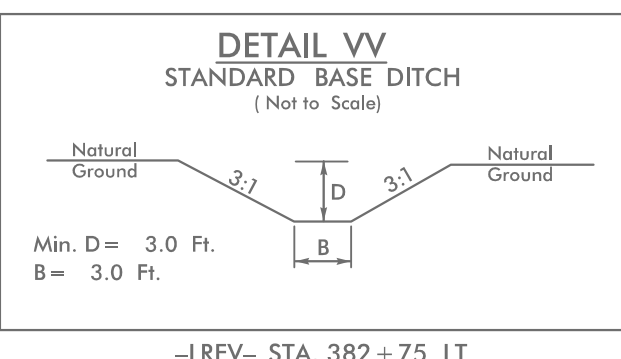 DETAIL VV
STANDARD BASE DITCH
( Not to Scale)
Natural
Ground
3:1
D
3:1
Natural
Ground
Min. D = 3.0 Ft.
B = 3.0 Ft.
B
-LREV- STA. 382+75 LT